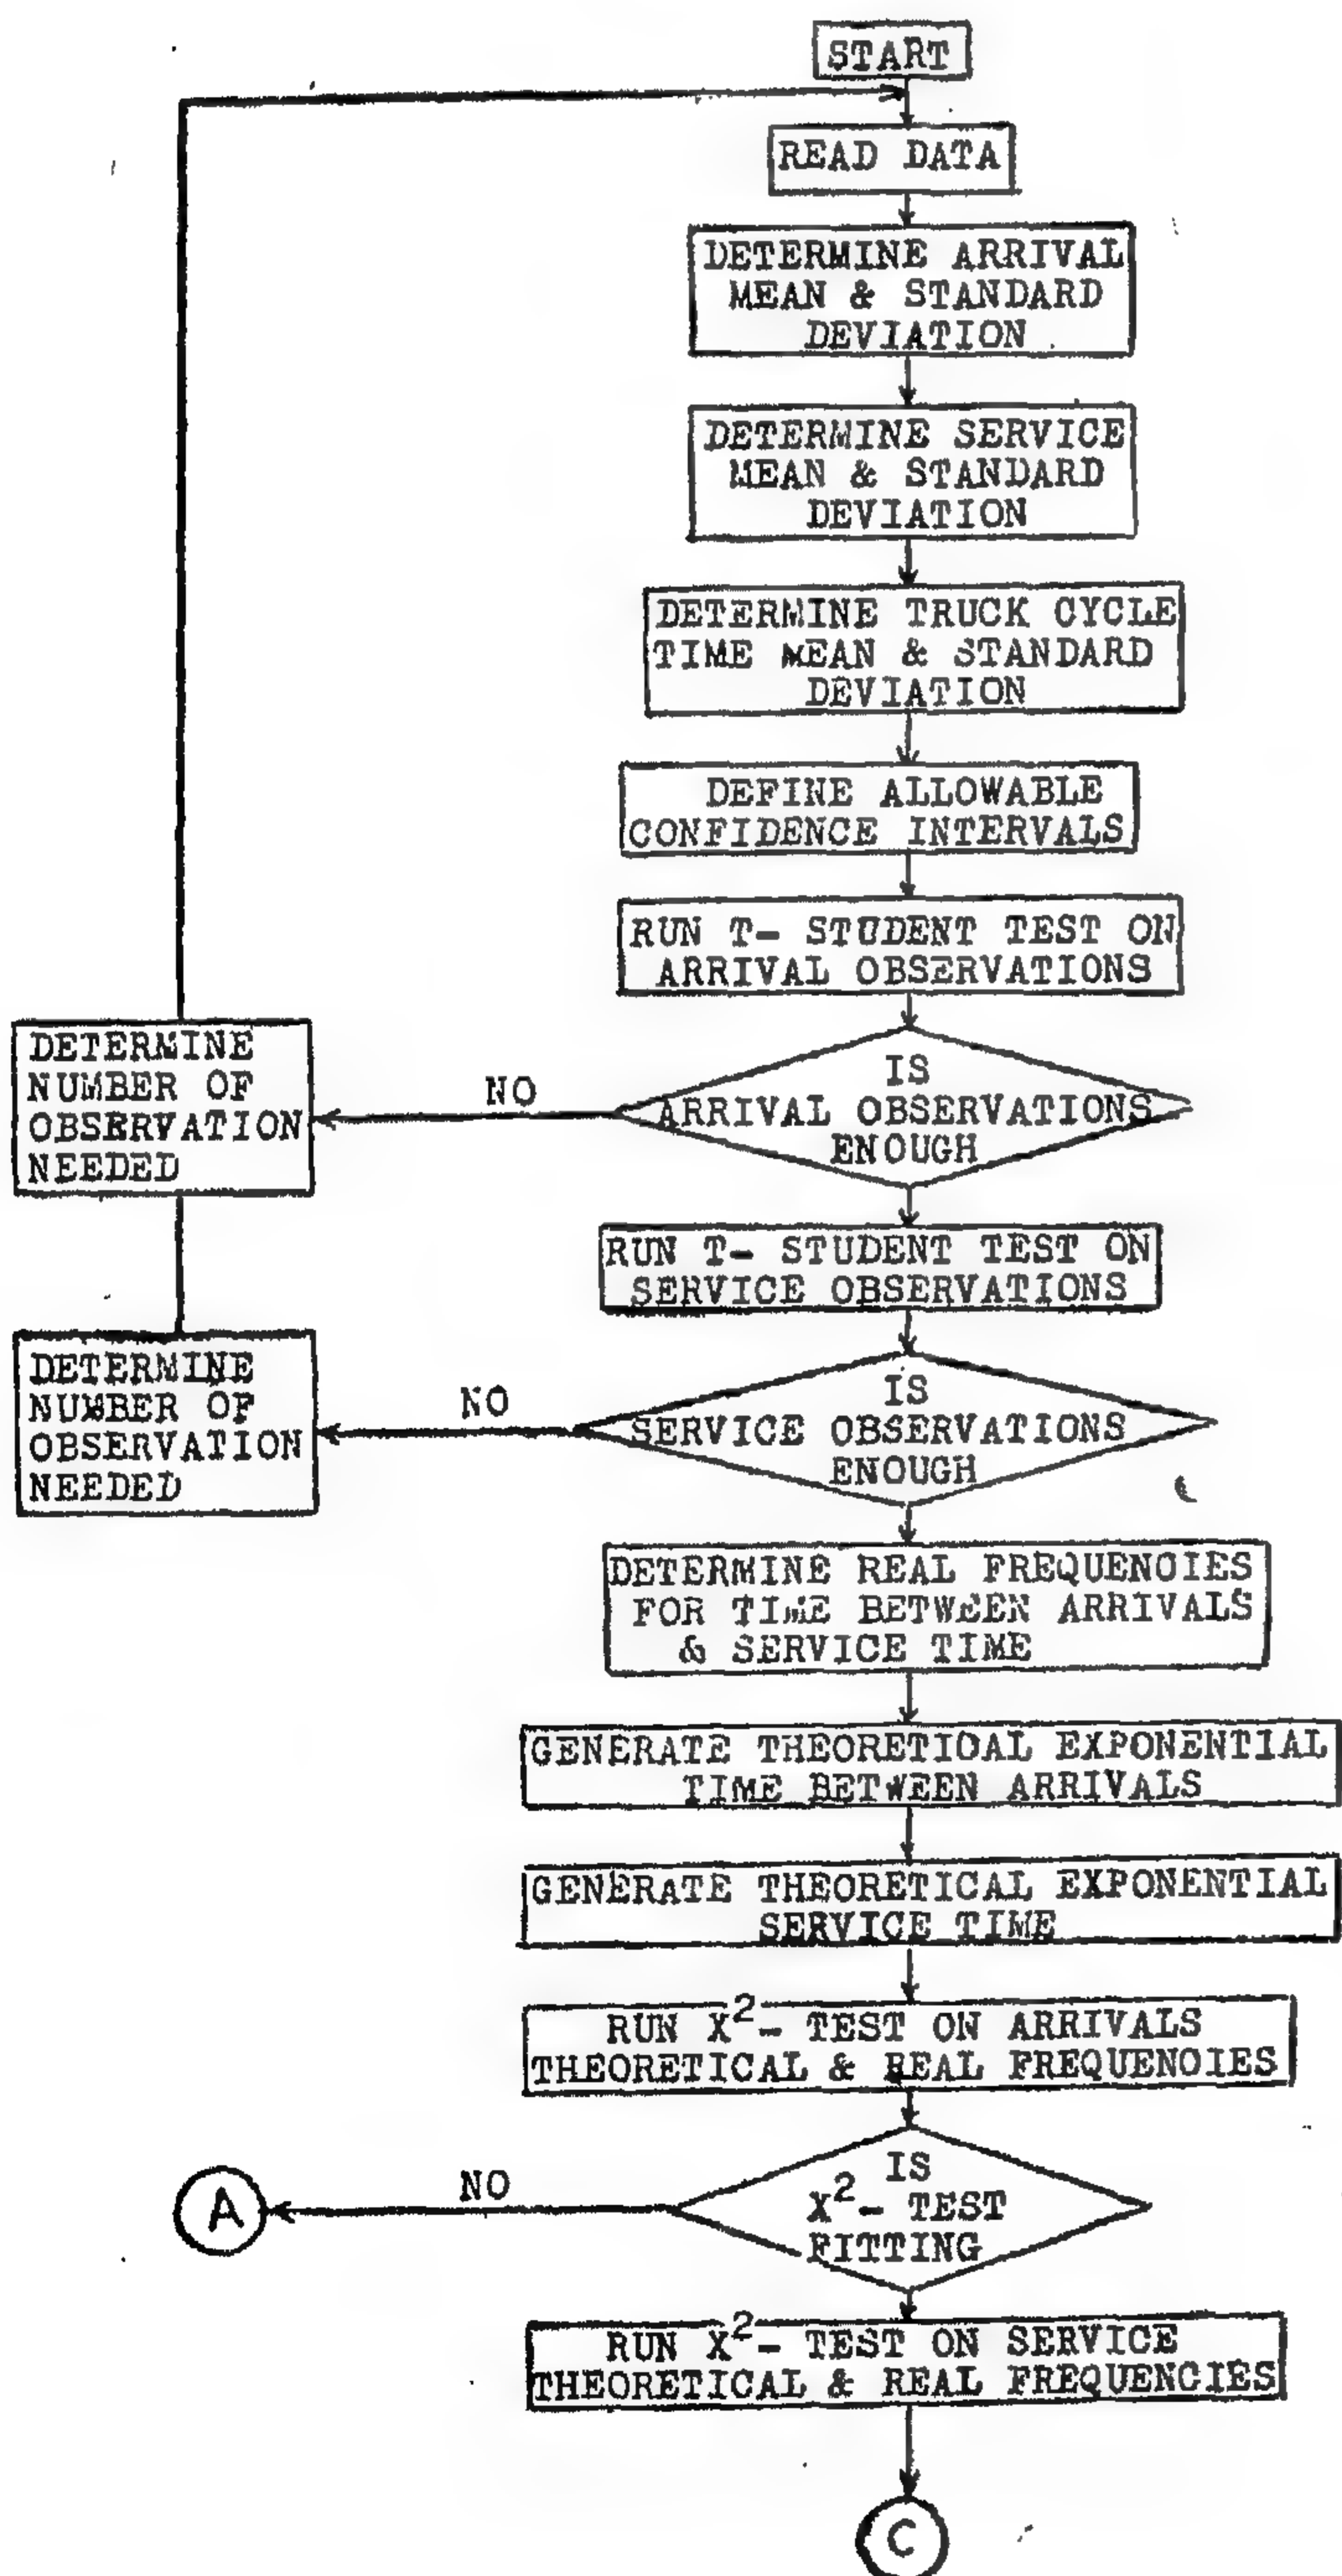 START
READ DATA
DETERMINE ARRIVAL
MEAN & STANDARD
DEVIATION
DETERMINE SERVICE
MEAN & STANDARD
DEVIATION
DETERMINE TRUCK CYCLE
TIME MEAN & STANDARD
DEVIATION
DEFINE ALLOWABLE
CONFIDENCE INTERVALS
RUN T- STUDENT TEST ON
ARRIVAL OBSERVATIONS
IS
ARRIVAL OBSERVATIONS
ENOUGH
NO
DETERMINE
NUMBER OF
OBSERVATION
NEEDED
RUN T- STUDENT TEST ON
SERVICE OBSERVATIONS
IS
SERVICE OBSERVATIONS
ENOUGH
NO
DETERMINE
NUMBER OF
OBSERVATION
NEEDED
DETERMINE REAL FREQUENCIES
FOR TIME BETWEEN ARRIVALS
& SERVICE TIME
GENERATE THEORETICAL EXPONENTIAL
TIME BETWEEN ARRIVALS
GENERATE THEORETICAL EXPONENTIAL
SERVICE TIME
RUN X²- TEST ON ARRIVALS
THEORETICAL & REAL FREQUENCIES
IS
X²- TEST
FITTING
NO
A
RUN X²- TEST ON SERVICE
THEORETICAL & REAL FREQUENCIES
C